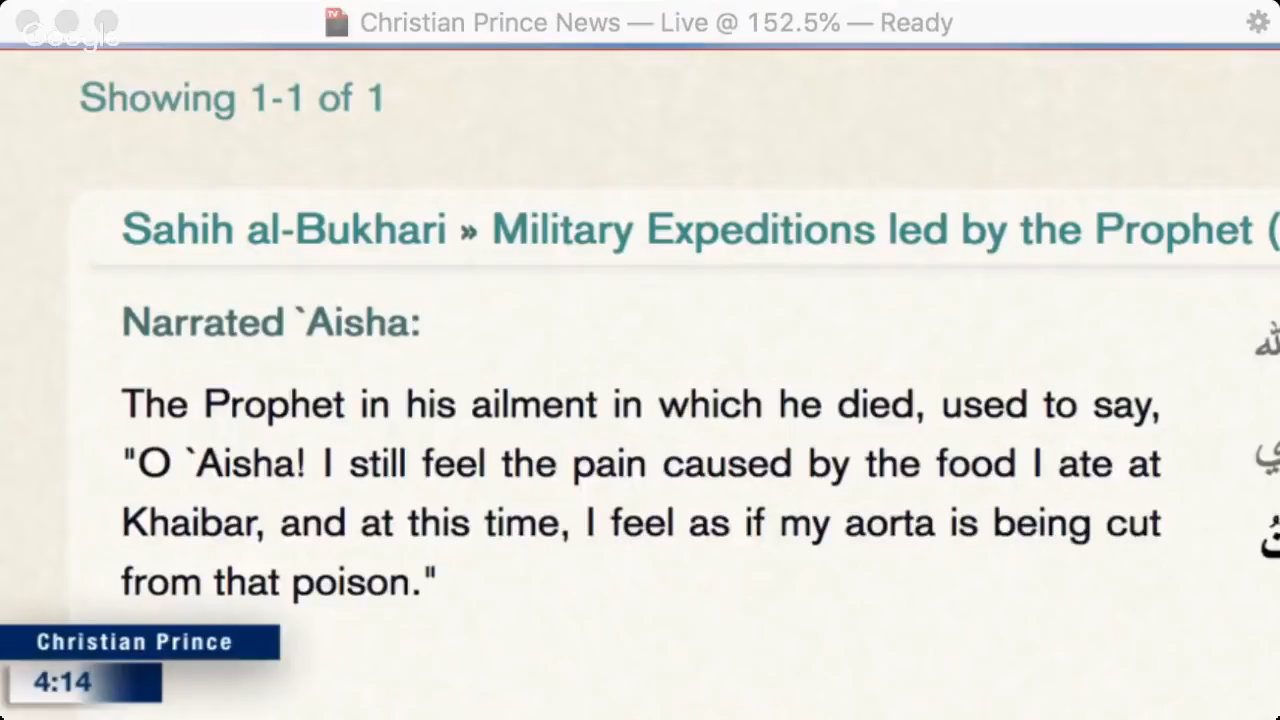 Christian Prince News — Live @ 152.5% — Ready
Google
Showing 1-1 of 1
Sahih al-Bukhari » Military Expeditions led by the Prophet (
Narrated `Aisha:
The Prophet in his ailment in which he died, used to say,
"O `Aisha! I still feel the pain caused by the food I ate at
Khaibar, and at this time, I feel as if my aorta is being cut
from that poison."
Christian Prince
4:14